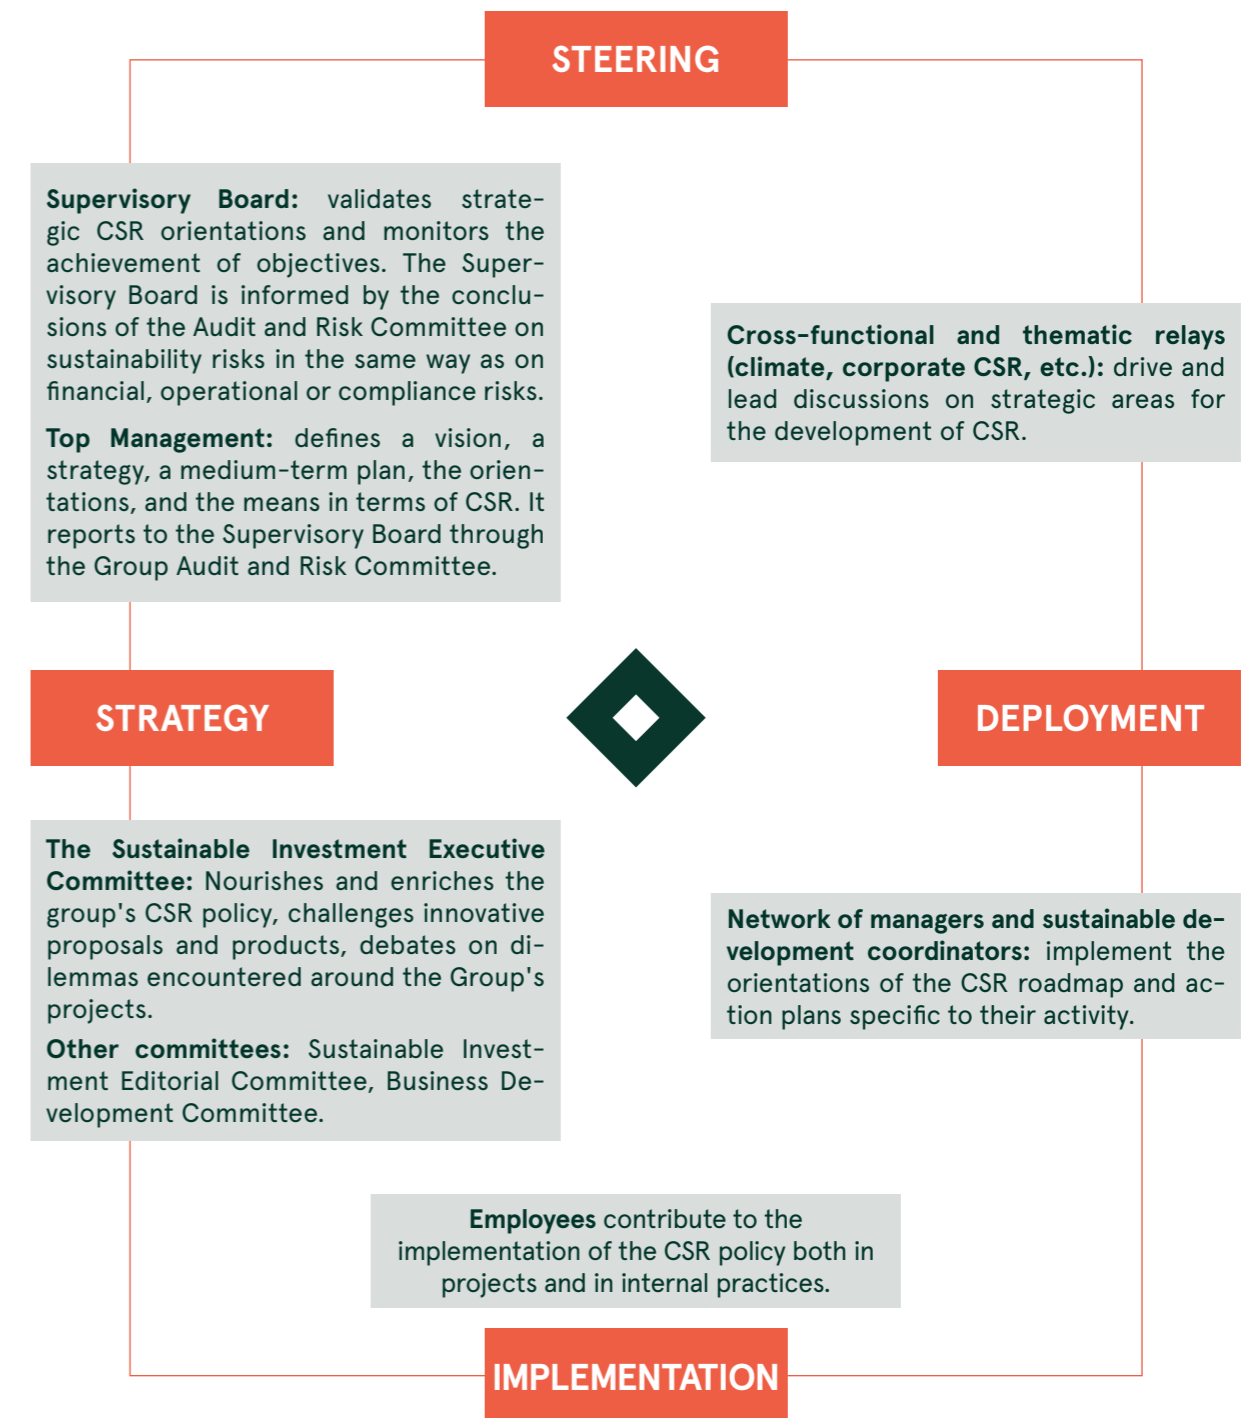 STEERING
Supervisory Board: validates strate-
gic CSR orientations and monitors the
achievement of objectives. The Super-
visory Board is informed by the conclu-
sions of the Audit and Risk Committee on
sustainability risks in the same way as on
financial, operational or compliance risks.
Top Management: defines a vision, a
strategy, a medium-term plan, the orien-
tations, and the means in terms of CSR. It
reports to the Supervisory Board through
the Group Audit and Risk Committee.
Cross-functional and thematic relays
(climate, corporate CSR, etc.): drive and
lead discussions on strategic areas for
the development of CSR.
STRATEGY
DEPLOYMENT
The Sustainable Investment Executive
Committee: Nourishes and enriches the
group's CSR policy, challenges innovative
proposals and products, debates on di-
lemmas encountered around the Group's
projects.
Other committees: Sustainable Invest-
ment Editorial Committee, Business De-
velopment Committee.
Network of managers and sustainable de-
velopment coordinators: implement the
orientations of the CSR roadmap and ac-
tion plans specific to their activity.
Employees contribute to the
implementation of the CSR policy both in
projects and in internal practices.
IMPLEMENTATION